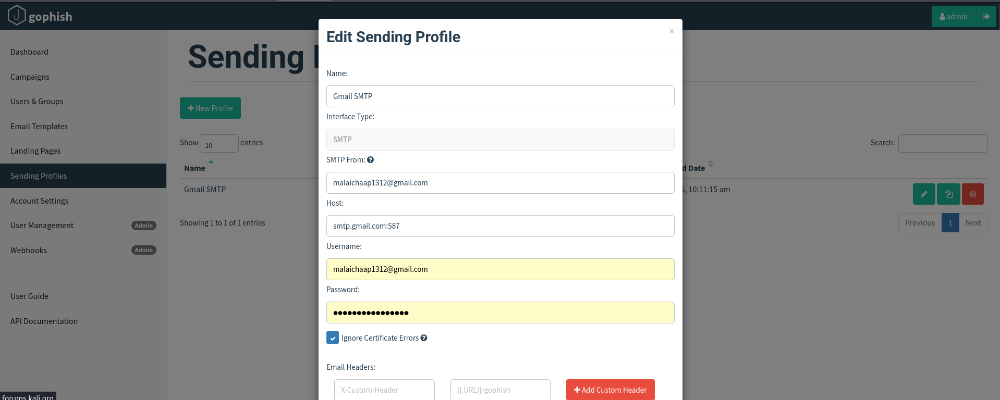 gophish
admin
Edit Sending Profile
×
Dashboard
Campaigns
Users & Groups
Email Templates
Landing Pages
Sending Profiles
Account Settings
User Management Admin
Webhooks Admin
User Guide
API Documentation
Sending
New Profile
Show 10 entries
Search:
Name
d Date
Gmail SMTP
5, 10:11:15 am
Showing 1 to 1 of 1 entries
Previous 1 Next
Name:
Gmail SMTP
Interface Type:
SMTP
SMTP From:
malaichaap1312@gmail.com
Host:
smtp.gmail.com:587
Username:
malaichaap1312@gmail.com
Password:
••••••••••••••••
Ignore Certificate Errors
Email Headers:
X-Custom-Header
{{.URL}}-gophish
Add Custom Header
forums.kali.org